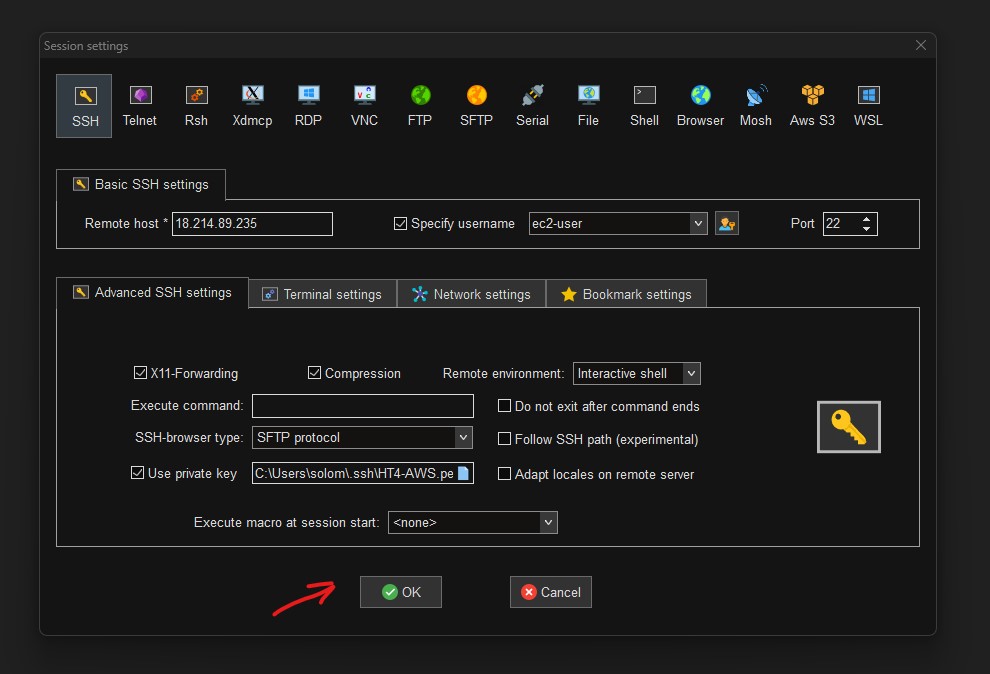 Session settings
SSH Telnet Rsh Xdmcp RDP VNC FTP SFTP Serial File Shell Browser Mosh Aws S3 WSL
Basic SSH settings
Remote host * 18.214.89.235 Specify username ec2-user Port 22
Advanced SSH settings Terminal settings Network settings Bookmark settings
X11-Forwarding Compression Remote environment: Interactive shell
Execute command: Do not exit after command ends
SSH-browser type: SFTP protocol Follow SSH path (experimental)
Use private key C:\Users\solom\.ssh\HT4-AWS.pe Adapt locales on remote server
Execute macro at session start: <none>
OK Cancel